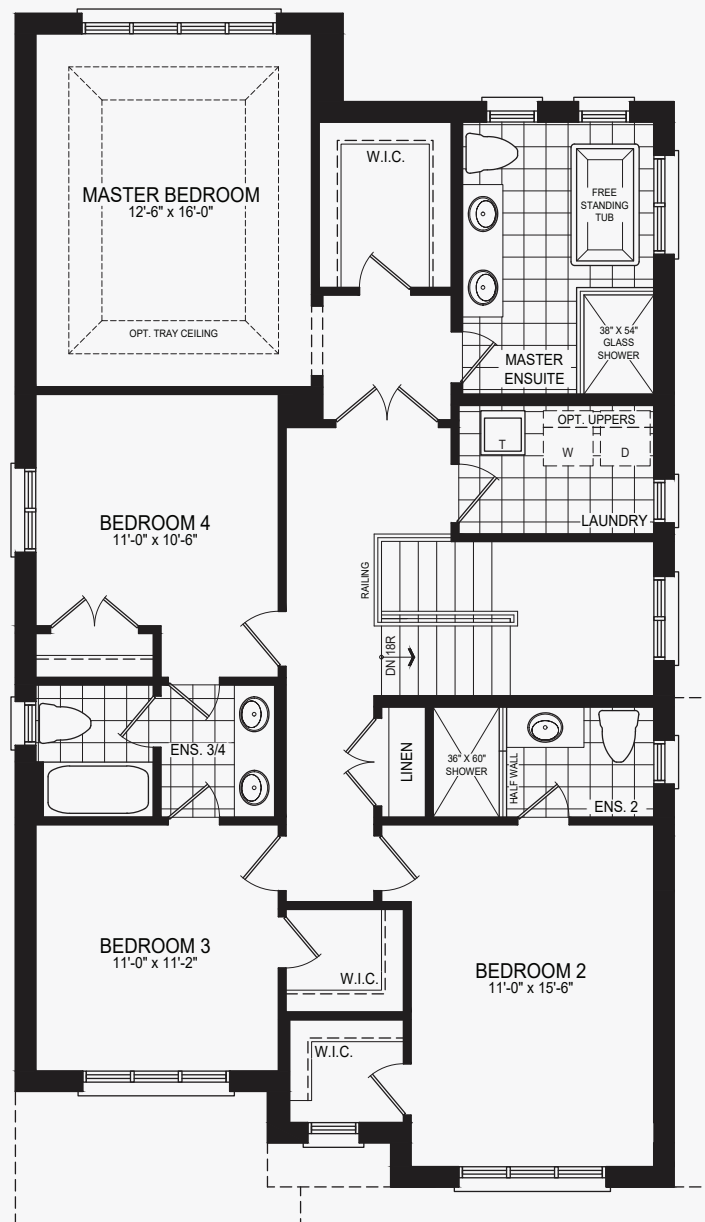 MASTER BEDROOM
12'-6" x 16'-0"
OPT. TRAY CEILING
W.I.C.
FREE
STANDING
TUB
38" X 54"
GLASS
SHOWER
MASTER
ENSUITE
OPT. UPPERS
T
W
D
LAUNDRY
BEDROOM 4
11'-0" x 10'-6"
RAILING
DN 18R
ENS. 3/4
LINEN
36" X 60"
SHOWER
HALF WALL
ENS. 2
BEDROOM 3
11'-0" x 11'-2"
W.I.C.
BEDROOM 2
11'-0" x 15'-6"
W.I.C.